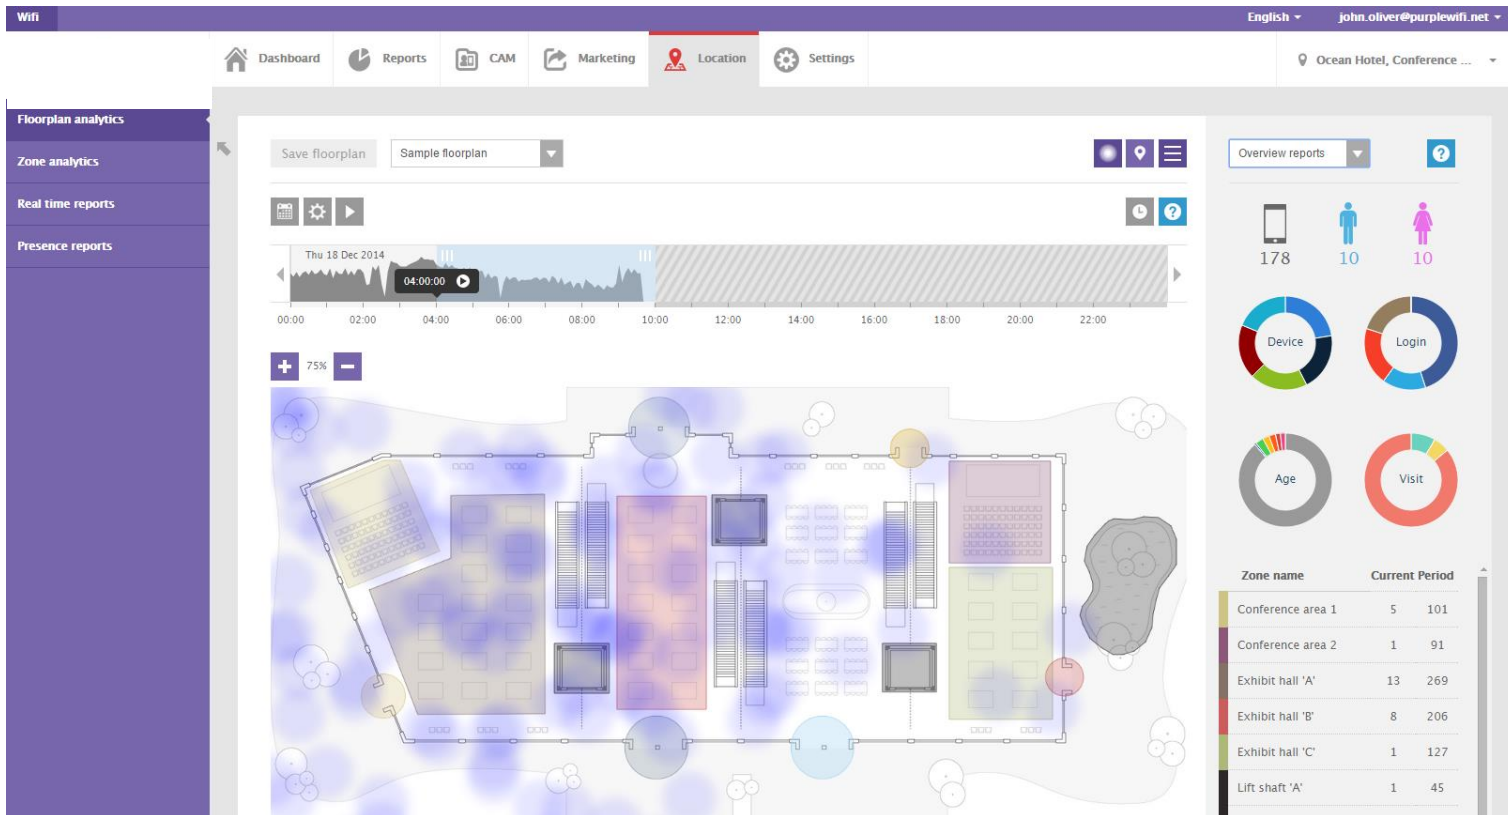 Wifi
English
john.oliver@purplewifi.net
Dashboard
Reports
CAM
Marketing
Location
Settings
Ocean Hotel, Conference ...
Floorplan analytics
Zone analytics
Real time reports
Presence reports
Save floorplan
Sample floorplan
Overview reports
?
?
178
10
10
Thu 18 Dec 2014
04:00:00
00:00 02:00 04:00 06:00 08:00 10:00 12:00 14:00 16:00 18:00 20:00 22:00
75%
Device
Login
Age
Visit
Zone name Current Period
Conference area 1 5 101
Conference area 2 1 91
Exhibit hall 'A' 13 269
Exhibit hall 'B' 8 206
Exhibit hall 'C' 1 127
Lift shaft 'A' 1 45